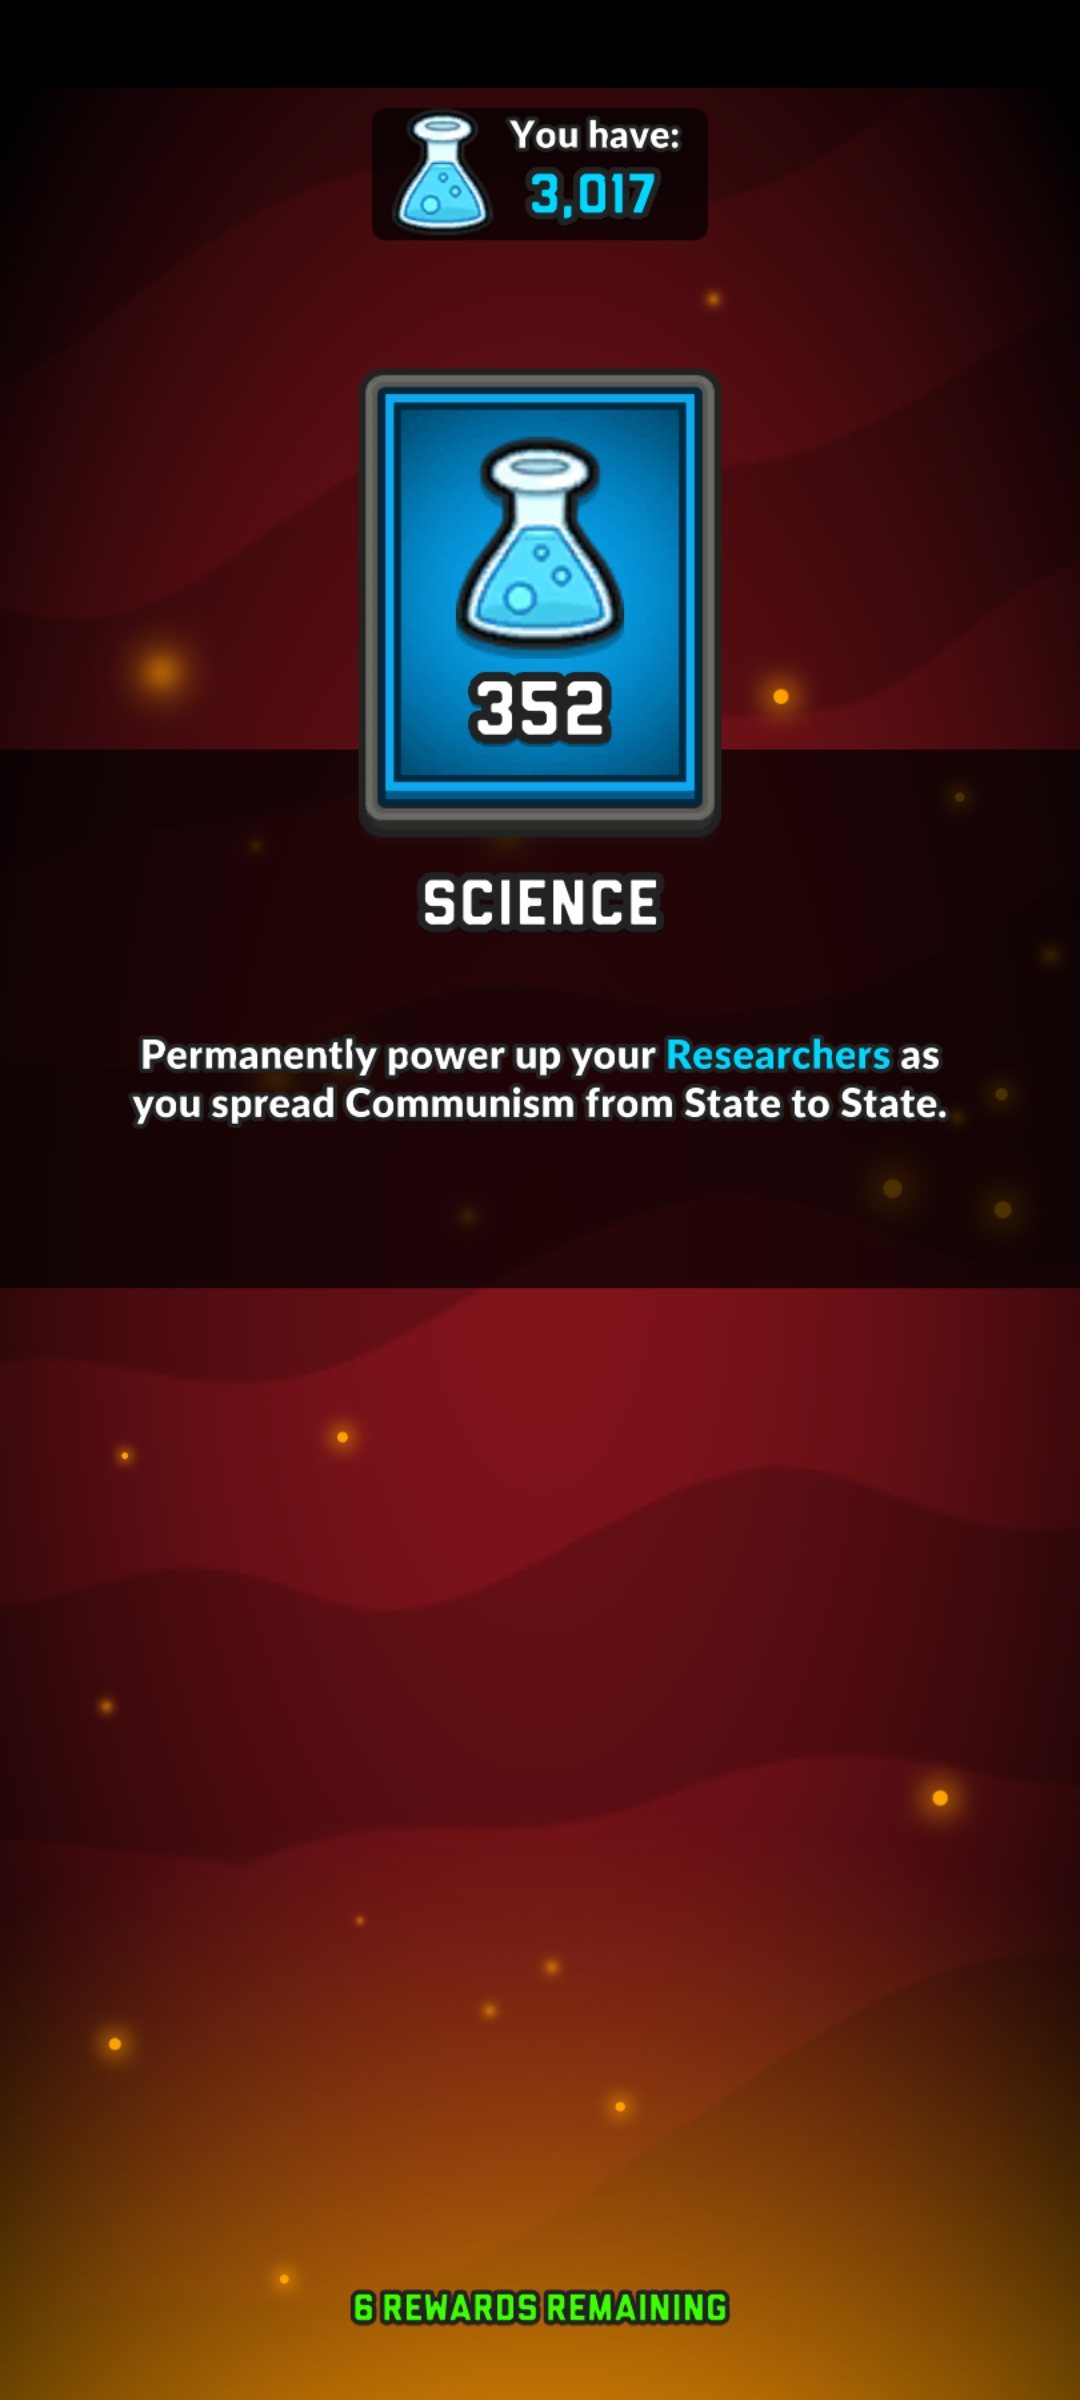 You have:
3,017
352
SCIENCE
Permanently power up your Researchers as
you spread Communism from State to State.
6 REWARDS REMAINING